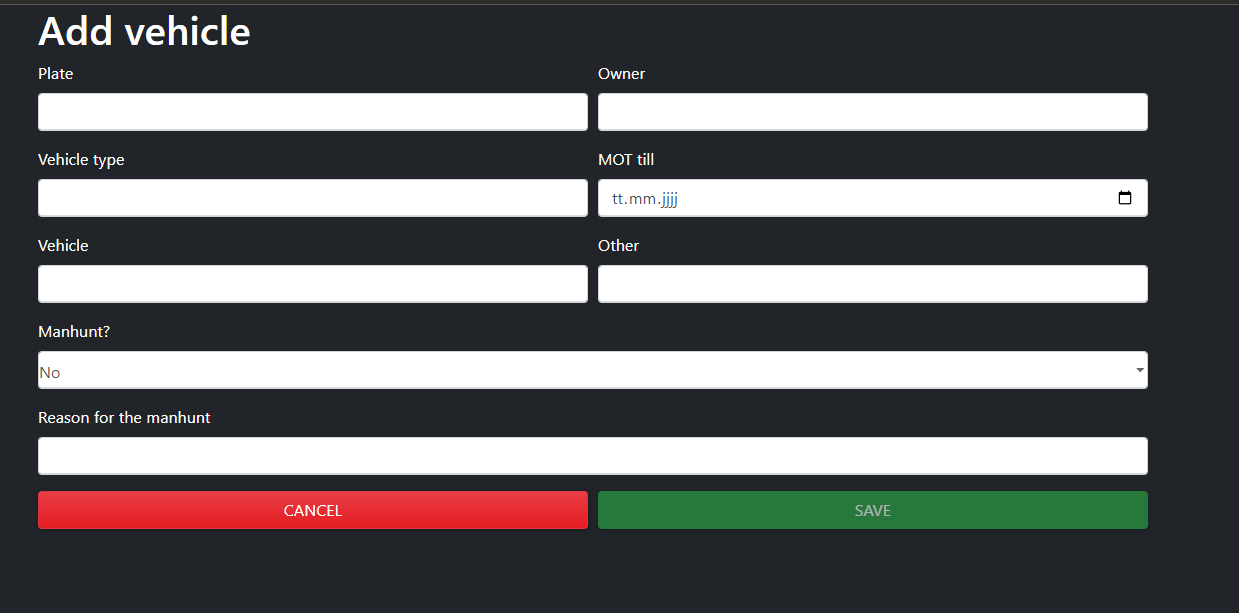 Add vehicle
Plate Owner
Vehicle type MOT till
tt.mm.jjjj
Vehicle Other
Manhunt?
No
Reason for the manhunt
CANCEL SAVE